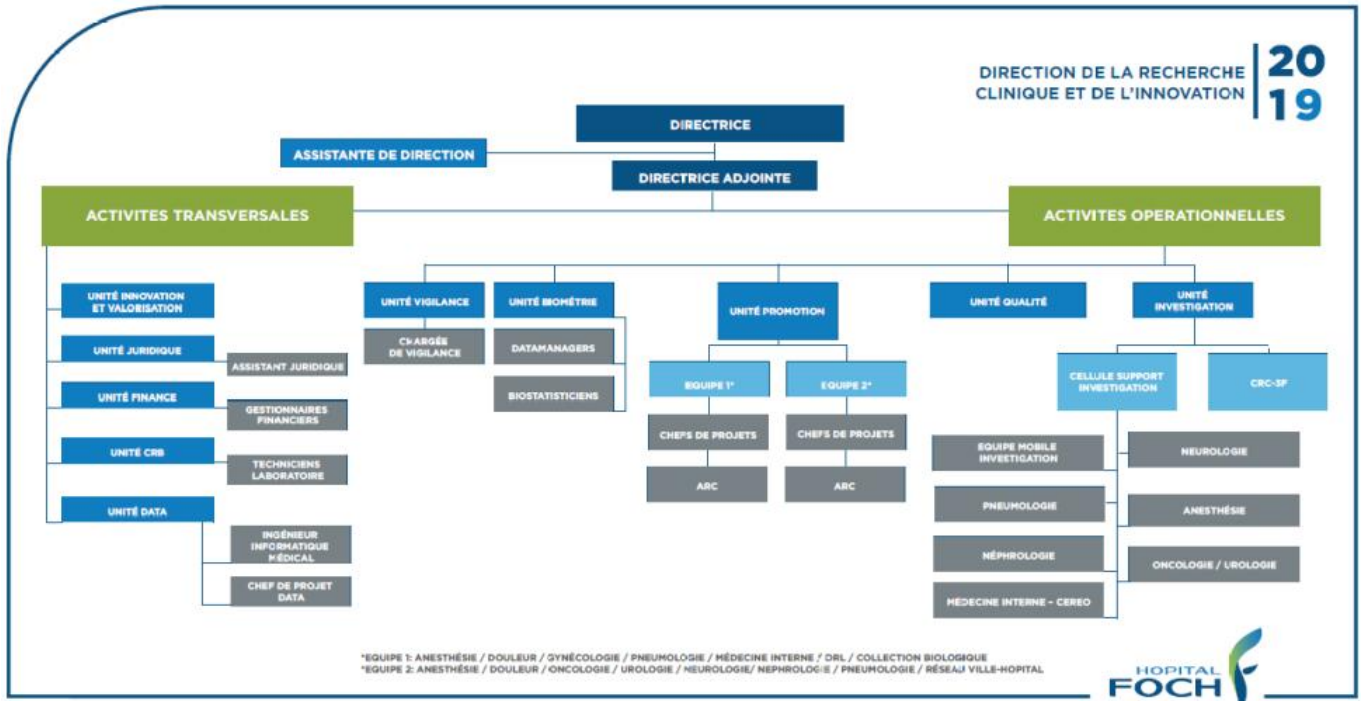 DIRECTION DE LA RECHERCHE
CLINIQUE ET DE L'INNOVATION
20
19
DIRECTRICE
ASSISTANTE DE DIRECTION
DIRECTRICE ADJOINTE
ACTIVITES TRANSVERSALES
ACTIVITES OPERATIONNELLES
UNITÉ INNOVATION
ET VALORISATION
UNITÉ JURIDIQUE
ASSISTANT JURIDIQUE
UNITÉ FINANCE
GESTIONNAIRES
FINANCIERS
UNITÉ CRB
TECHNICIENS
LABORATOIRE
UNITÉ DATA
INGÉNIEUR
INFORMATIQUE
MÉDICAL
CHEF DE PROJET
DATA
UNITÉ VIGILANCE
CHARGÉE
DE VIGILANCE
UNITÉ BIOMÉTRIE
DATAMANAGERS
BIOSTATISTICIENS
UNITÉ PROMOTION
EQUIPE 1*
CHEFS DE PROJETS
ARC
EQUIPE 2*
CHEFS DE PROJETS
ARC
UNITÉ QUALITÉ
UNITÉ
INVESTIGATION
CELLULE SUPPORT
INVESTIGATION
CRC-3F
EQUIPE MOBILE
INVESTIGATION
NEUROLOGIE
PNEUMOLOGIE
ANESTHÉSIE
NÉPHROLOGIE
ONCOLOGIE / UROLOGIE
MÉDECINE INTERNE – CEREO
*EQUIPE 1: ANESTHÉSIE / DOULEUR / GYNÉCOLOGIE / PNEUMOLOGIE / MÉDECINE INTERNE / DRL / COLLECTION BIOLOGIQUE
*EQUIPE 2: ANESTHÉSIE / DOULEUR / ONCOLOGIE / UROLOGIE / NEUROLOGIE/ NEPHROLOGIE / PNEUMOLOGIE / RÉSEAU VILLE-HOPITAL
HOPITAL
FOCH